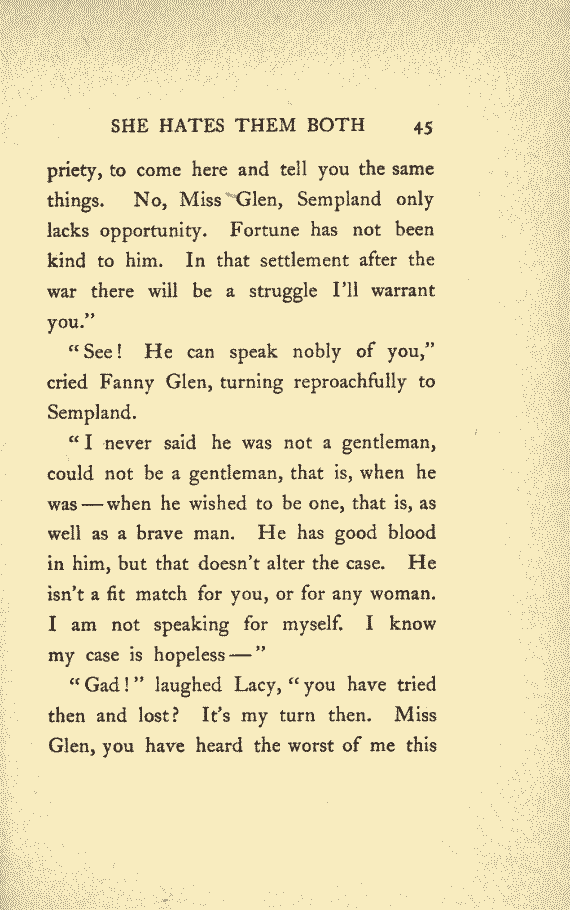 SHE HATES THEM BOTH 45
priety, to come here and tell you the same
things. No, Miss Glen, Sempland only
lacks opportunity. Fortune has not been
kind to him. In that settlement after the
war there will be a struggle I'll warrant
you."
"See! He can speak nobly of you,"
cried Fanny Glen, turning reproachfully to
Sempland.
"I never said he was not a gentleman,
could not be a gentleman, that is, when he
was—when he wished to be one, that is, as
well as a brave man. He has good blood
in him, but that doesn't alter the case. He
isn't a fit match for you, or for any woman.
I am not speaking for myself. I know
my case is hopeless—"
"Gad!" laughed Lacy, "you have tried
then and lost? It's my turn then. Miss
Glen, you have heard the worst of me this